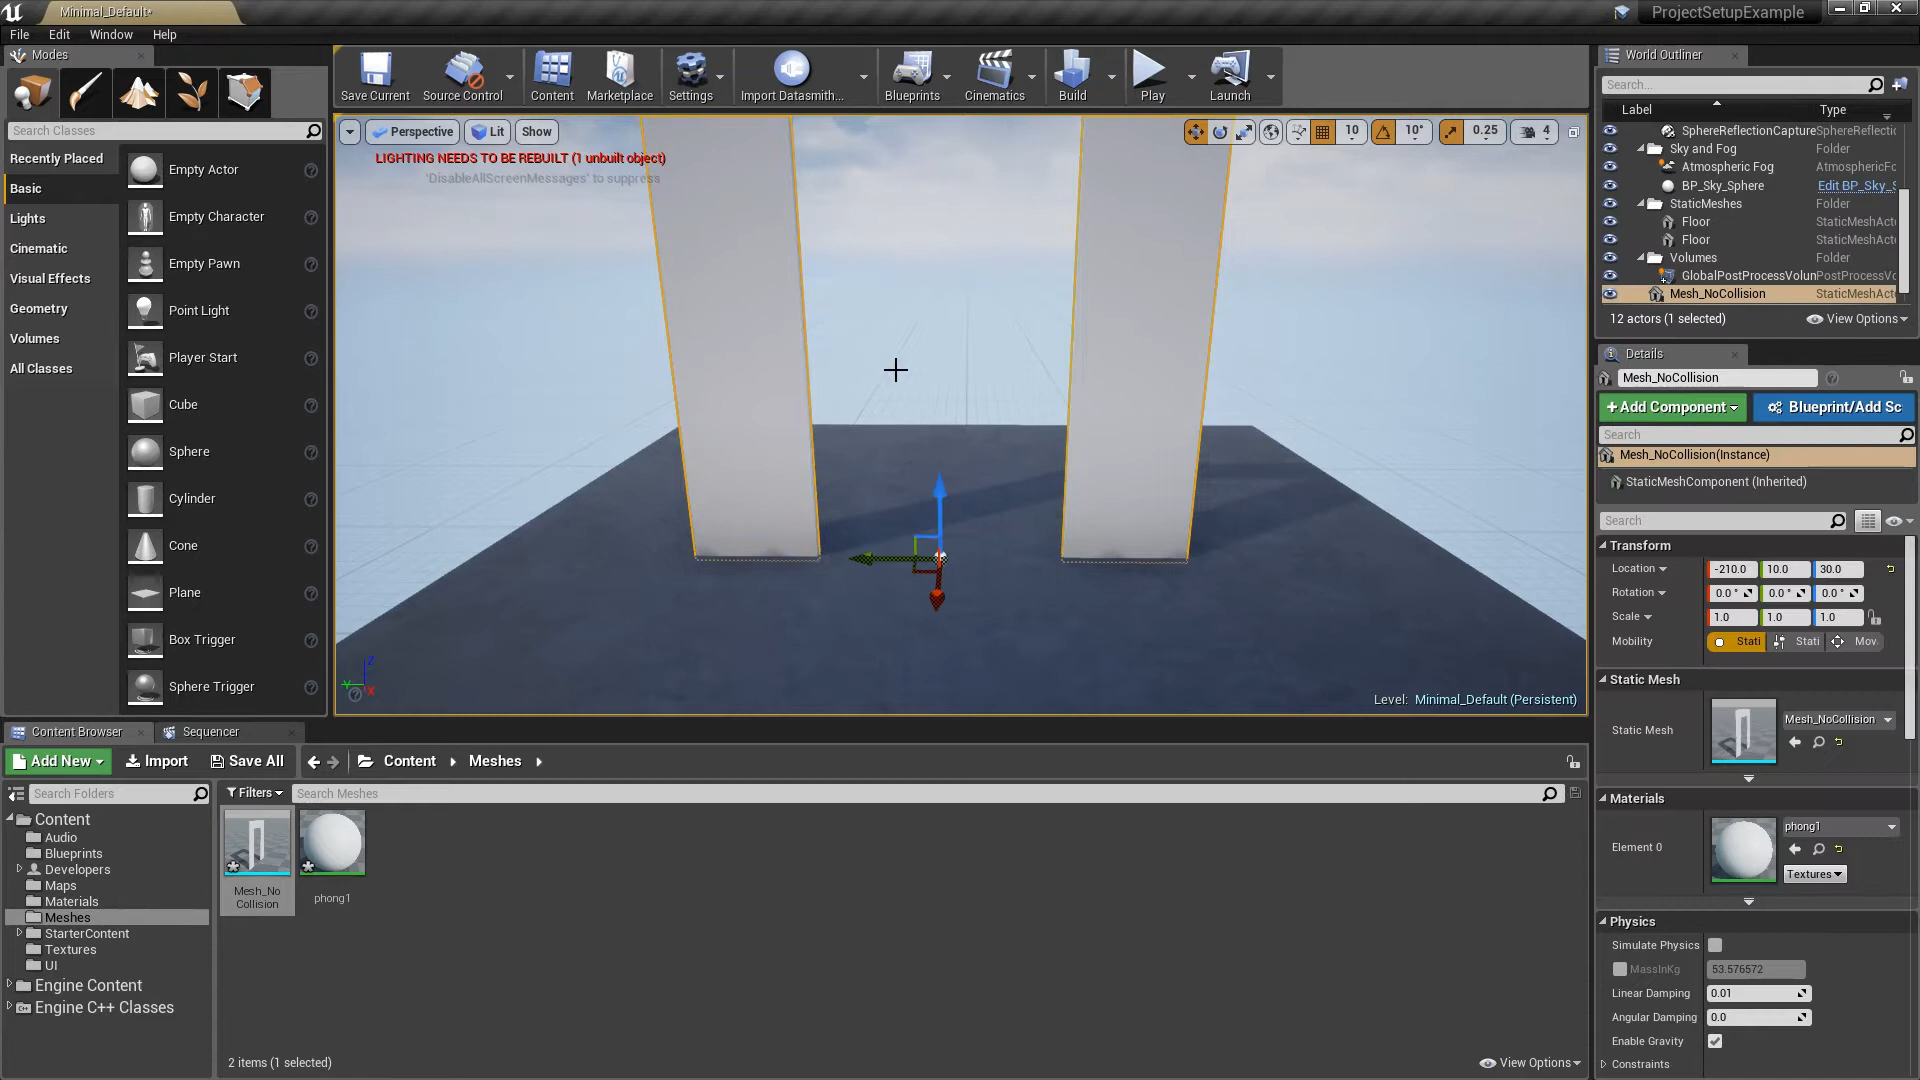 Minimal_Default•
ProjectSetupExample
File Edit Window Help
Modes
Search Classes
Recently Placed
Basic
Lights
Cinematic
Visual Effects
Geometry
Volumes
All Classes
Empty Actor
Empty Character
Empty Pawn
Point Light
Player Start
Cube
Sphere
Cylinder
Cone
Plane
Box Trigger
Sphere Trigger
Save Current
Source Control
Content
Marketplace
Settings
Import Datasmith...
Blueprints
Cinematics
Build
Play
Launch
Perspective Lit Show
10 10° 0.25 4
LIGHTING NEEDS TO BE REBUILT (1 unbuilt object)
'DisableAllScreenMessages' to suppress
Z
Y
X
Level: Minimal_Default (Persistent)
World Outliner
Search...
Label Type
SphereReflectionCapture SphereReflectic
Sky and Fog Folder
Atmospheric Fog AtmosphericFc
BP_Sky_Sphere Edit BP_Sky_S
StaticMeshes Folder
Floor StaticMeshActo
Floor StaticMeshActo
Volumes Folder
GlobalPostProcessVolun PostProcessVc
Mesh_NoCollision StaticMeshActo
12 actors (1 selected) View Options
Details
Mesh_NoCollision
+Add Component Blueprint/Add Sc
Search
Mesh_NoCollision(Instance)
StaticMeshComponent (Inherited)
Search
Transform
Location -210.0 10.0 30.0
Rotation 0.0 ° 0.0 ° 0.0 °
Scale 1.0 1.0 1.0
Mobility Stati Stati Mov
Static Mesh
Static Mesh Mesh_NoCollision
Materials
Element 0 phong1
Textures
Physics
Simulate Physics
MassInKg 53.576572
Linear Damping 0.01
Angular Damping 0.0
Enable Gravity
Constraints
Content Browser Sequencer
Add New Import Save All Content Meshes
Search Folders
Filters Search Meshes
Content
Audio
Blueprints
Developers
Maps
Materials
Meshes
StarterContent
Textures
UI
Engine Content
Engine C++ Classes
Mesh_No
Collision
phong1
2 items (1 selected) View Options